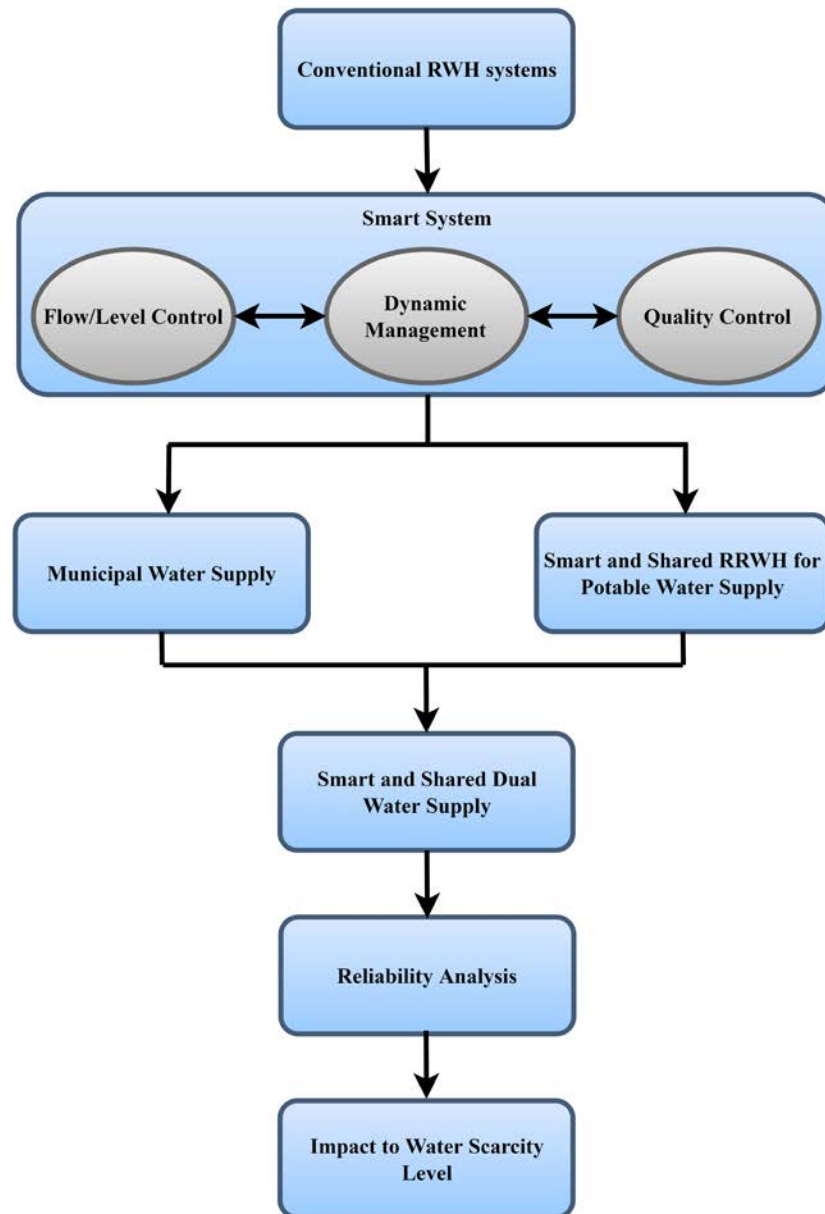 Conventional RWH systems
Smart System
Flow/Level Control
Dynamic
Management
Quality Control
Municipal Water Supply
Smart and Shared RRWH for
Potable Water Supply
Smart and Shared Dual
Water Supply
Reliability Analysis
Impact to Water Scarcity
Level